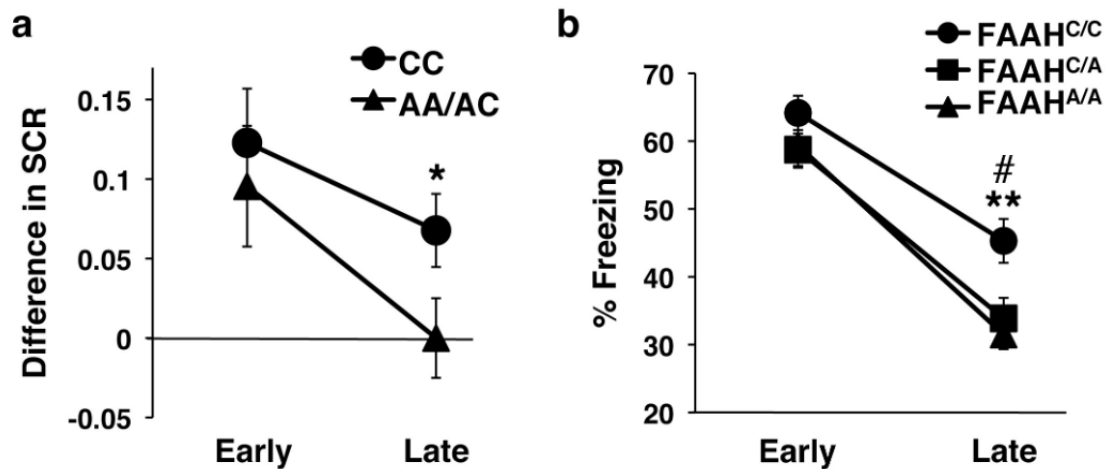 a
CC
AA/AC
Difference in SCR
0.15
0.1
0.05
0
-0.05
*
Early Late
b
FAAH^C/C
FAAH^C/A
FAAH^A/A
% Freezing
70
60
50
40
30
20
#
**
Early Late